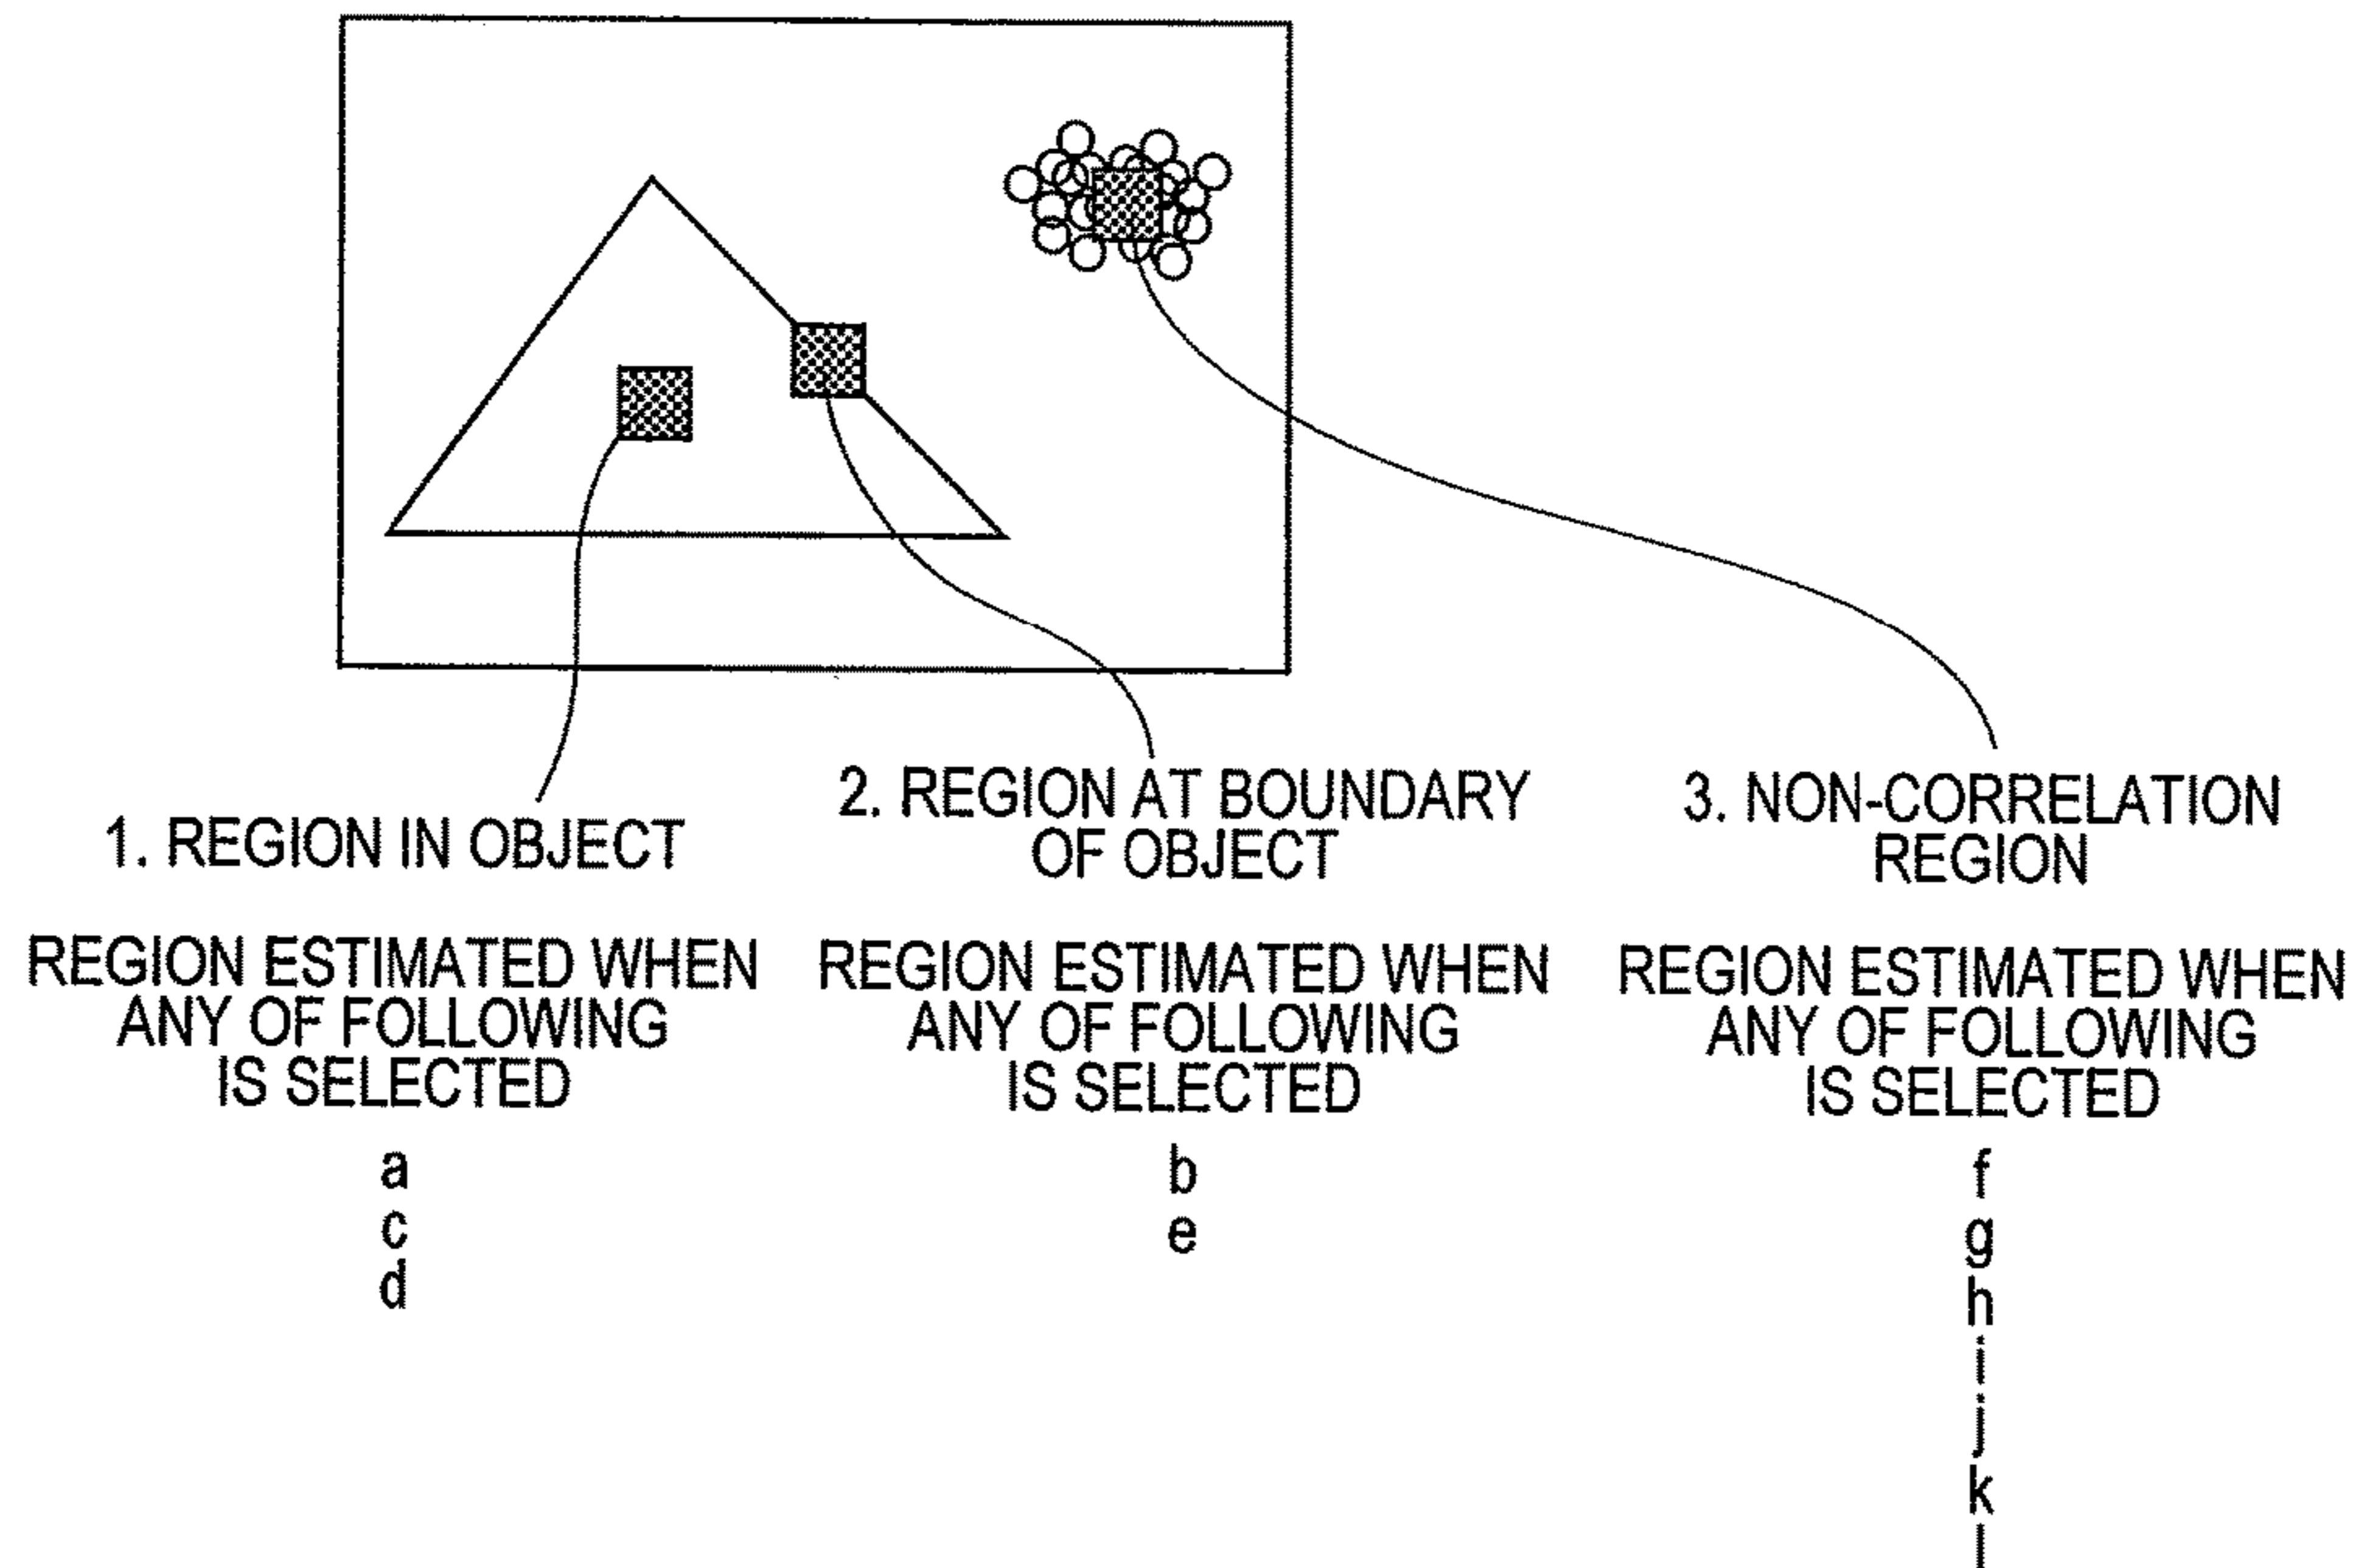 1. REGION IN OBJECT
REGION ESTIMATED WHEN
ANY OF FOLLOWING
IS SELECTED
a
c
d
2. REGION AT BOUNDARY
OF OBJECT
REGION ESTIMATED WHEN
ANY OF FOLLOWING
IS SELECTED
b
e
3. NON-CORRELATION
REGION
REGION ESTIMATED WHEN
ANY OF FOLLOWING
IS SELECTED
f
g
h
i
j
k
l